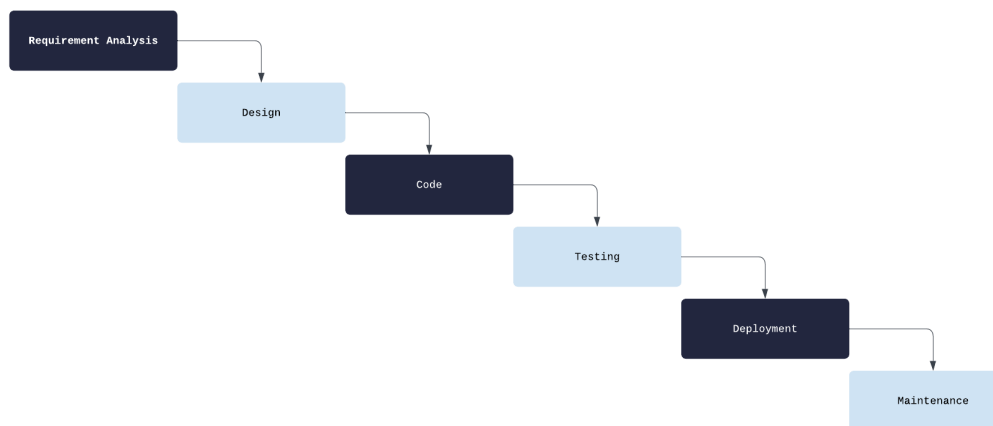 Requirement Analysis
Design
Code
Testing
Deployment
Maintenance